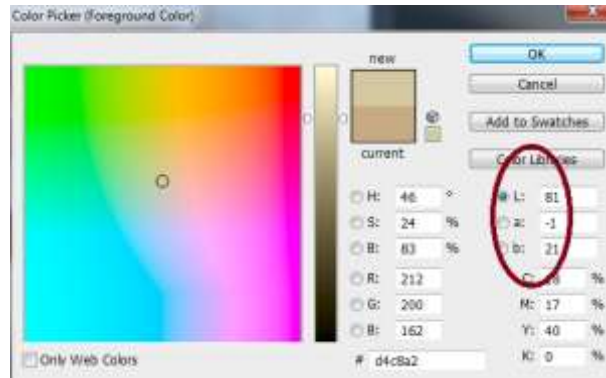 Color Picker (Foreground Color)
new
current
OK
Cancel
Add to Swatches
Color Libraries
H: 46 °
S: 24 %
B: 83 %
R: 212
G: 200
B: 162
# d4c8a2
L: 81
a: -1
b: 21
C: %
M: 17 %
Y: 40 %
K: 0 %
Only Web Colors